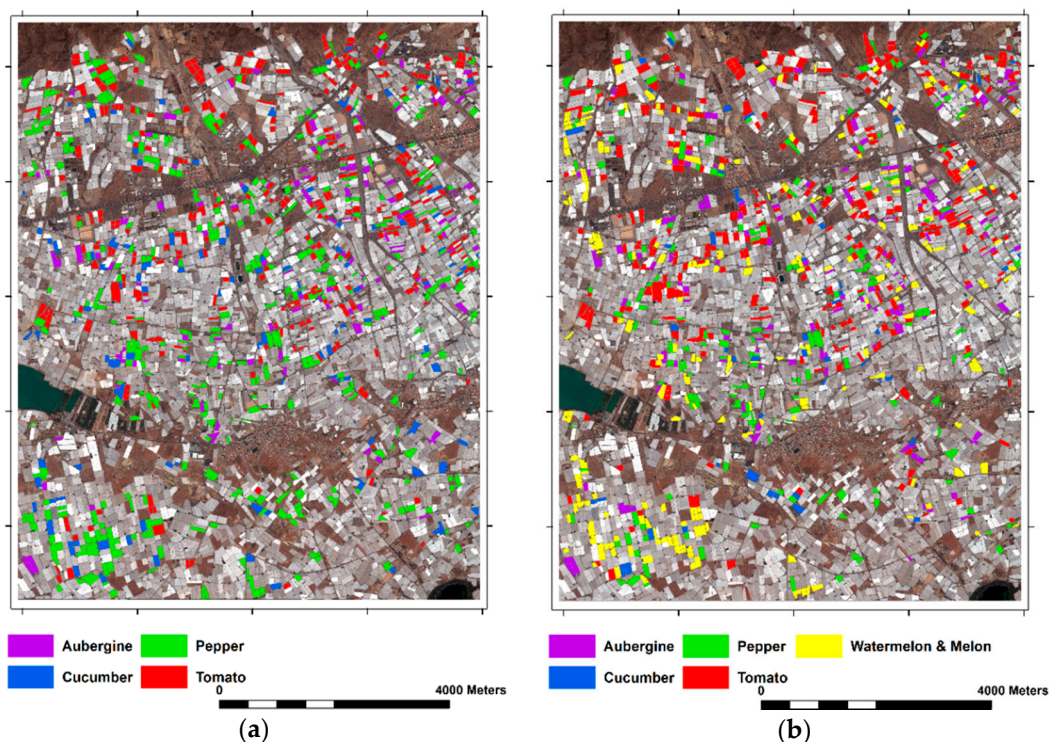 Aubergine Pepper
Cucumber Tomato
0 4000 Meters
(a)
Aubergine Pepper Watermelon & Melon
Cucumber Tomato
0 4000 Meters
(b)